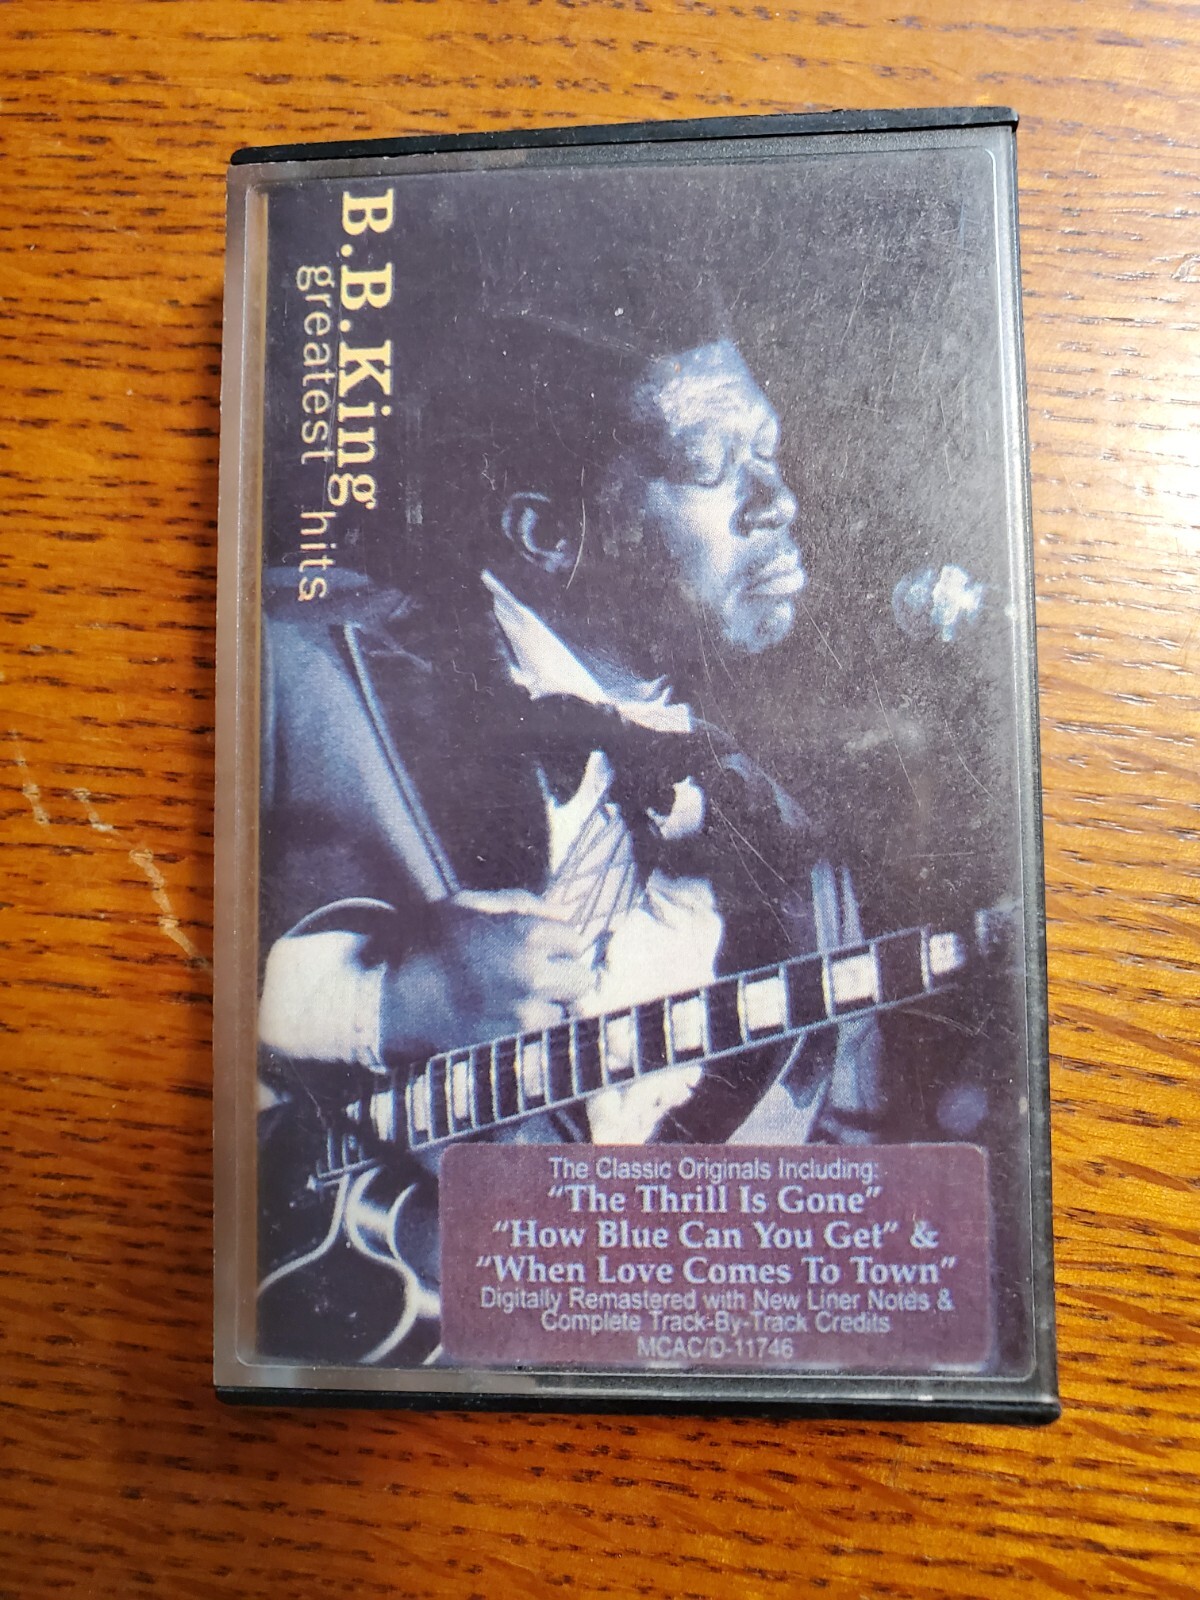 B.B.King
greatest hits
The Classic Originals Including:
“The Thrill Is Gone”
“How Blue Can You Get” &
“When Love Comes To Town”
Digitally Remastered with New Liner Notes &
Complete Track-By-Track Credits
MCAC/D-11746